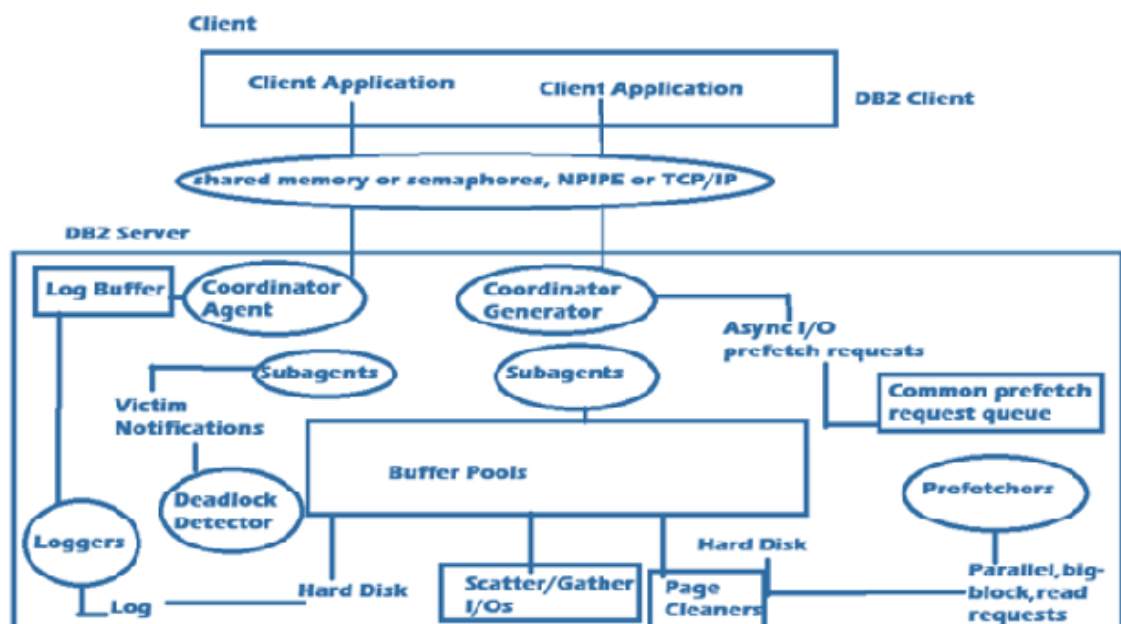 Client
Client Application
Client Application
DB2 Client
shared memory or semaphores, NPIPE or TCP/IP
DB2 Server
Log Buffer
Coordinator
Agent
Coordinator
Generator
Async I/O
prefetch requests
Subagents
Subagents
Common prefetch
request queue
Victim
Notifications
Buffer Pools
Prefetchers
Deadlock
Detector
Loggers
Hard Disk
Hard Disk
Scatter/Gather
I/Os
Page
Cleaners
Parallel,big-
block,read
requests
Log